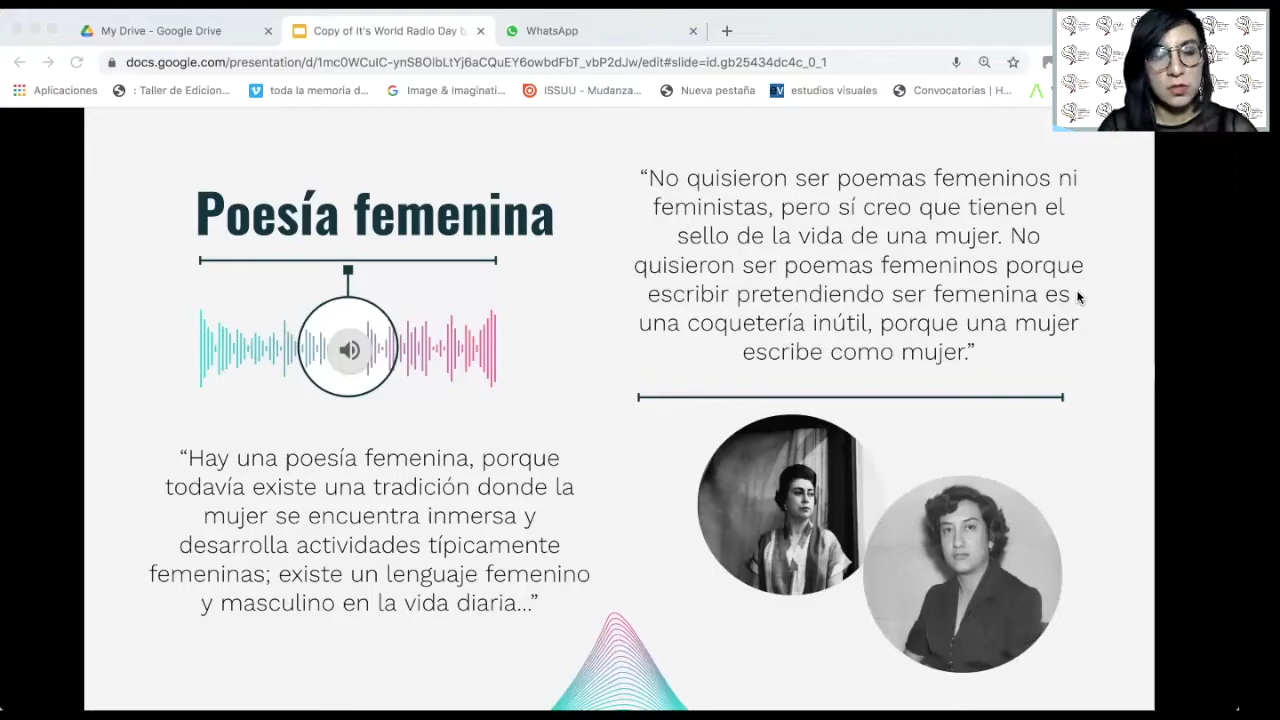 My Drive - Google Drive
Copy of It's World Radio Day b
WhatsApp
docs.google.com/presentation/d/1mc0WCuIC-ynS8OlbLtYj6aCQuEY6owbdFbT_vbP2dJw/edit#slide=id.gb25434dc4c_0_1
Aplicaciones
: Taller de Edicion...
toda la memoria d...
Image & Imaginati...
ISSUU - Mudanza...
Nueva pestaña
estudios visuales
Convocatorias | H...
Poesía femenina
“Hay una poesía femenina, porque
todavía existe una tradición donde la
mujer se encuentra inmersa y
desarrolla actividades típicamente
femeninas; existe un lenguaje femenino
y masculino en la vida diaria...”
“No quisieron ser poemas femeninos ni
feministas, pero sí creo que tienen el
sello de la vida de una mujer. No
quisieron ser poemas femeninos porque
escribir pretendiendo ser femenina es
una coquetería inútil, porque una mujer
escribe como mujer.”